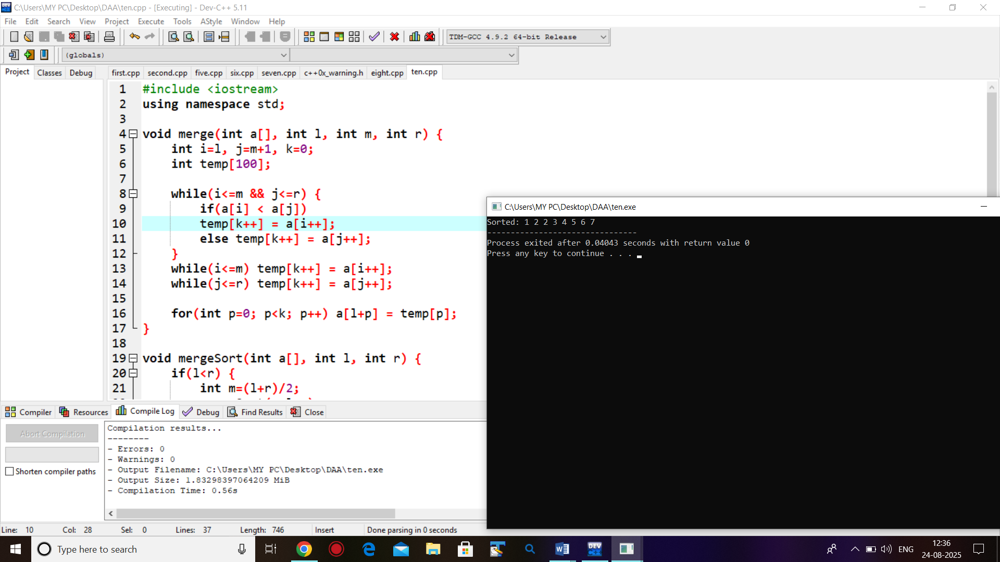 C:\Users\MY PC\Desktop\DAA\ten.cpp - [Executing] - Dev-C++ 5.11
File Edit Search View Project Execute Tools AStyle Window Help
TDM-GCC 4.9.2 64-bit Release
(globals)
Project Classes Debug first.cpp second.cpp five.cpp six.cpp seven.cpp c++0x_warning.h eight.cpp ten.cpp
1 #include <iostream>
2 using namespace std;
3
4 void merge(int a[], int l, int m, int r) {
5 int i=l, j=m+1, k=0;
6 int temp[100];
7
8 while(i<=m && j<=r) {
9 if(a[i] < a[j])
10 temp[k++] = a[i++];
11 else temp[k++] = a[j++];
12 }
13 while(i<=m) temp[k++] = a[i++];
14 while(j<=r) temp[k++] = a[j++];
15
16 for(int p=0; p<k; p++) a[l+p] = temp[p];
17 }
18
19 void mergeSort(int a[], int l, int r) {
20 if(l<r) {
21 int m=(l+r)/2;
C:\Users\MY PC\Desktop\DAA\ten.exe
Sorted: 1 2 2 3 4 5 6 7
--------------------------------
Process exited after 0.04043 seconds with return value 0
Press any key to continue . . .
Compiler Resources Compile Log Debug Find Results Close
Abort Compilation
Shorten compiler paths
Compilation results...
--------
- Errors: 0
- Warnings: 0
- Output Filename: C:\Users\MY PC\Desktop\DAA\ten.exe
- Output Size: 1.83298397064209 MiB
- Compilation Time: 0.56s
Line: 10 Col: 28 Sel: 0 Lines: 37 Length: 746 Insert Done parsing in 0 seconds
Type here to search
ENG
12:36
24-08-2025